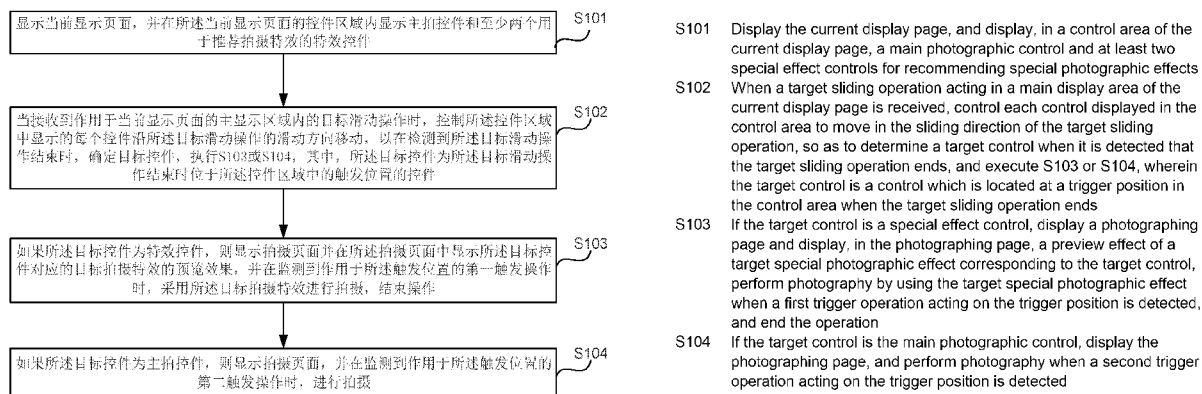 显示当前显示页面，并在所述当前显示页面的控件区域内显示主拍控件和至少两个用
于推荐拍摄特效的特效控件
S101
当接收到作用于当前显示页面的主显示区域内的目标滑动操作时，控制所述控件区域
中显示的每个控件沿所述目标滑动操作的滑动方向移动，以在检测到所述目标滑动操
作结束时，确定目标控件，执行S103或S104，其中，所述目标控件为所述目标滑动操
作结束时位于所述控件区域中的触发位置的控件
S102
如果所述目标控件为特效控件，则显示拍摄页面并在所述拍摄页面中显示所述目标控
件对应的目标拍摄特效的预览效果，并在监测到作用于所述触发位置的第一触发操作
时，采用所述目标拍摄特效进行拍摄，结束操作
S103
如果所述目标控件为主拍控件，则显示拍摄页面，并在监测到作用于所述触发位置的
第二触发操作时，进行拍摄
S104
S101 Display the current display page, and display, in a control area of the
current display page, a main photographic control and at least two
special effect controls for recommending special photographic effects
S102 When a target sliding operation acting in a main display area of the
current display page is received, control each control displayed in the
control area to move in the sliding direction of the target sliding
operation, so as to determine a target control when it is detected that
the target sliding operation ends, and execute S103 or S104, wherein
the target control is a control which is located at a trigger position in
the control area when the target sliding operation ends
S103 If the target control is a special effect control, display a photographing
page and display, in the photographing page, a preview effect of a
target special photographic effect corresponding to the target control,
perform photography by using the target special photographic effect
when a first trigger operation acting on the trigger position is detected,
and end the operation
S104 If the target control is the main photographic control, display the
photographing page, and perform photography when a second trigger
operation acting on the trigger position is detected